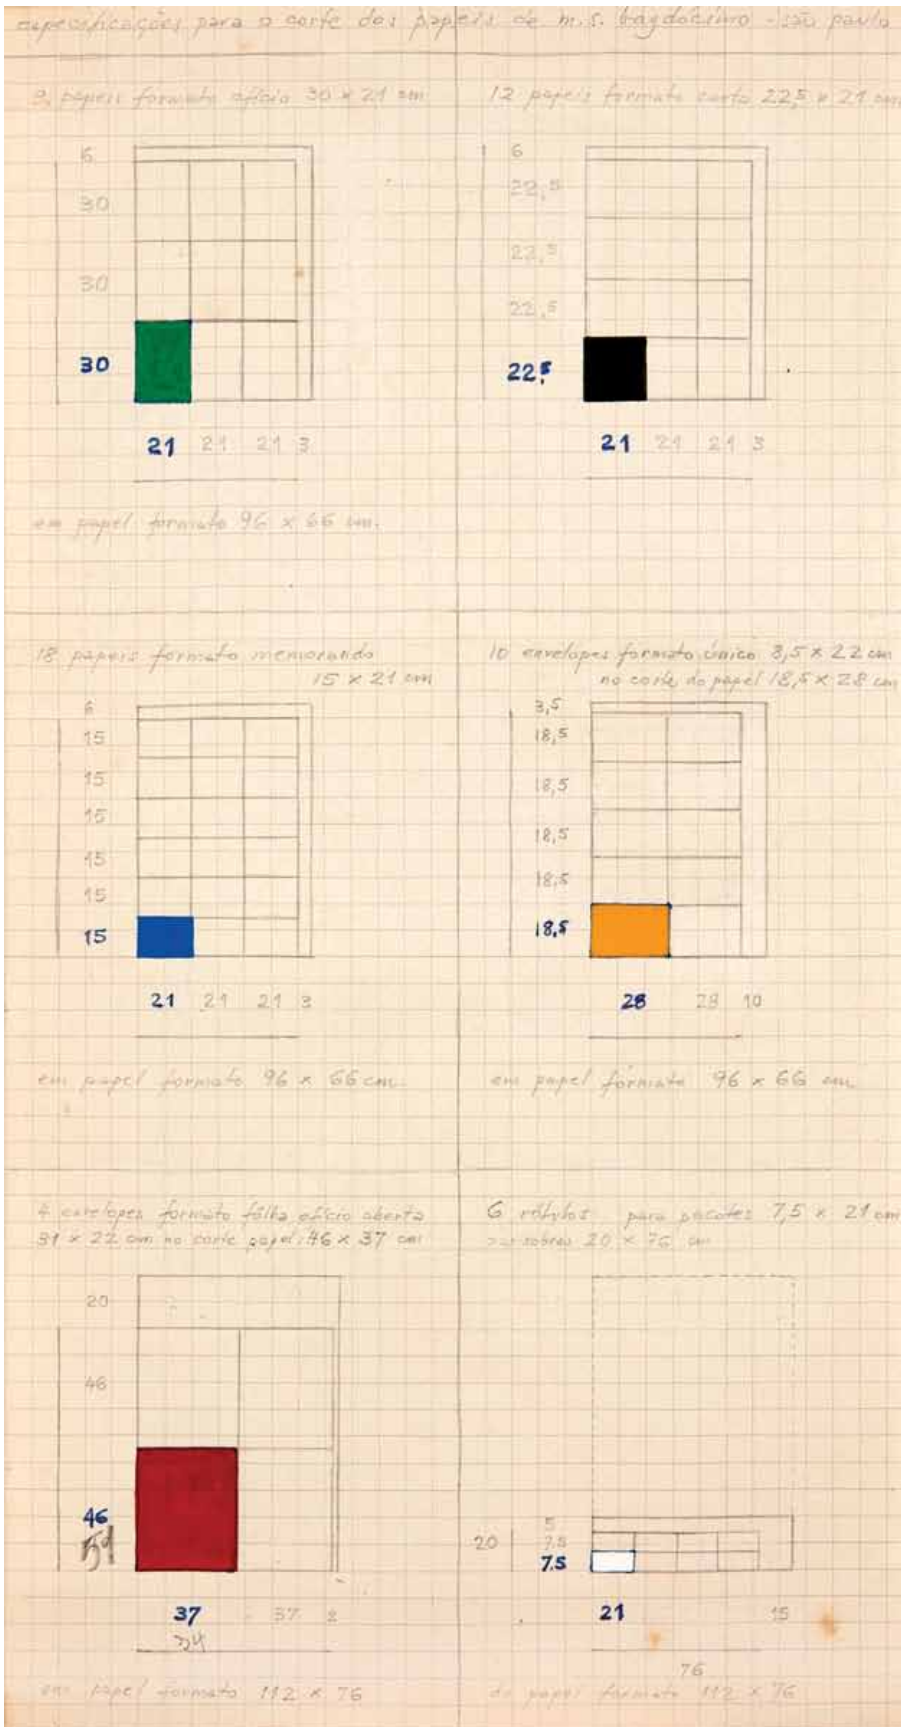 especificações para o corte dos papeis de m.s. bagdocimo - são paulo
9 papeis formato ofício 30 x 21 cm
6
30
30
30
21 21 21 3
em papel formato 96 x 66 cm.
12 papeis formato carta 22,5 x 21 cm
6
22,5
22,5
22,5
22,5
21 21 21 3
18 papeis formato memorando
15 x 21 cm
6
15
15
15
15
15
15
21 21 21 3
em papel formato 96 x 66 cm
10 envelopes formato único 8,5 x 22 cm
no corte do papel 18,5 x 28 cm
3,5
18,5
18,5
18,5
18,5
18,5
28 28 10
em papel formato 96 x 66 cm
4 envelopes formato fôlha ofício aberta
31 x 22 cm no corte papel: 46 x 37 cm
20
46
46
37 37 2
34
em papel formato 112 x 76
6 rótulos para pacotes 7,5 x 21 cm
sobras 20 x 76 cm
5
20 7.5
7.5
21 15
76
do papel formato 112 x 76